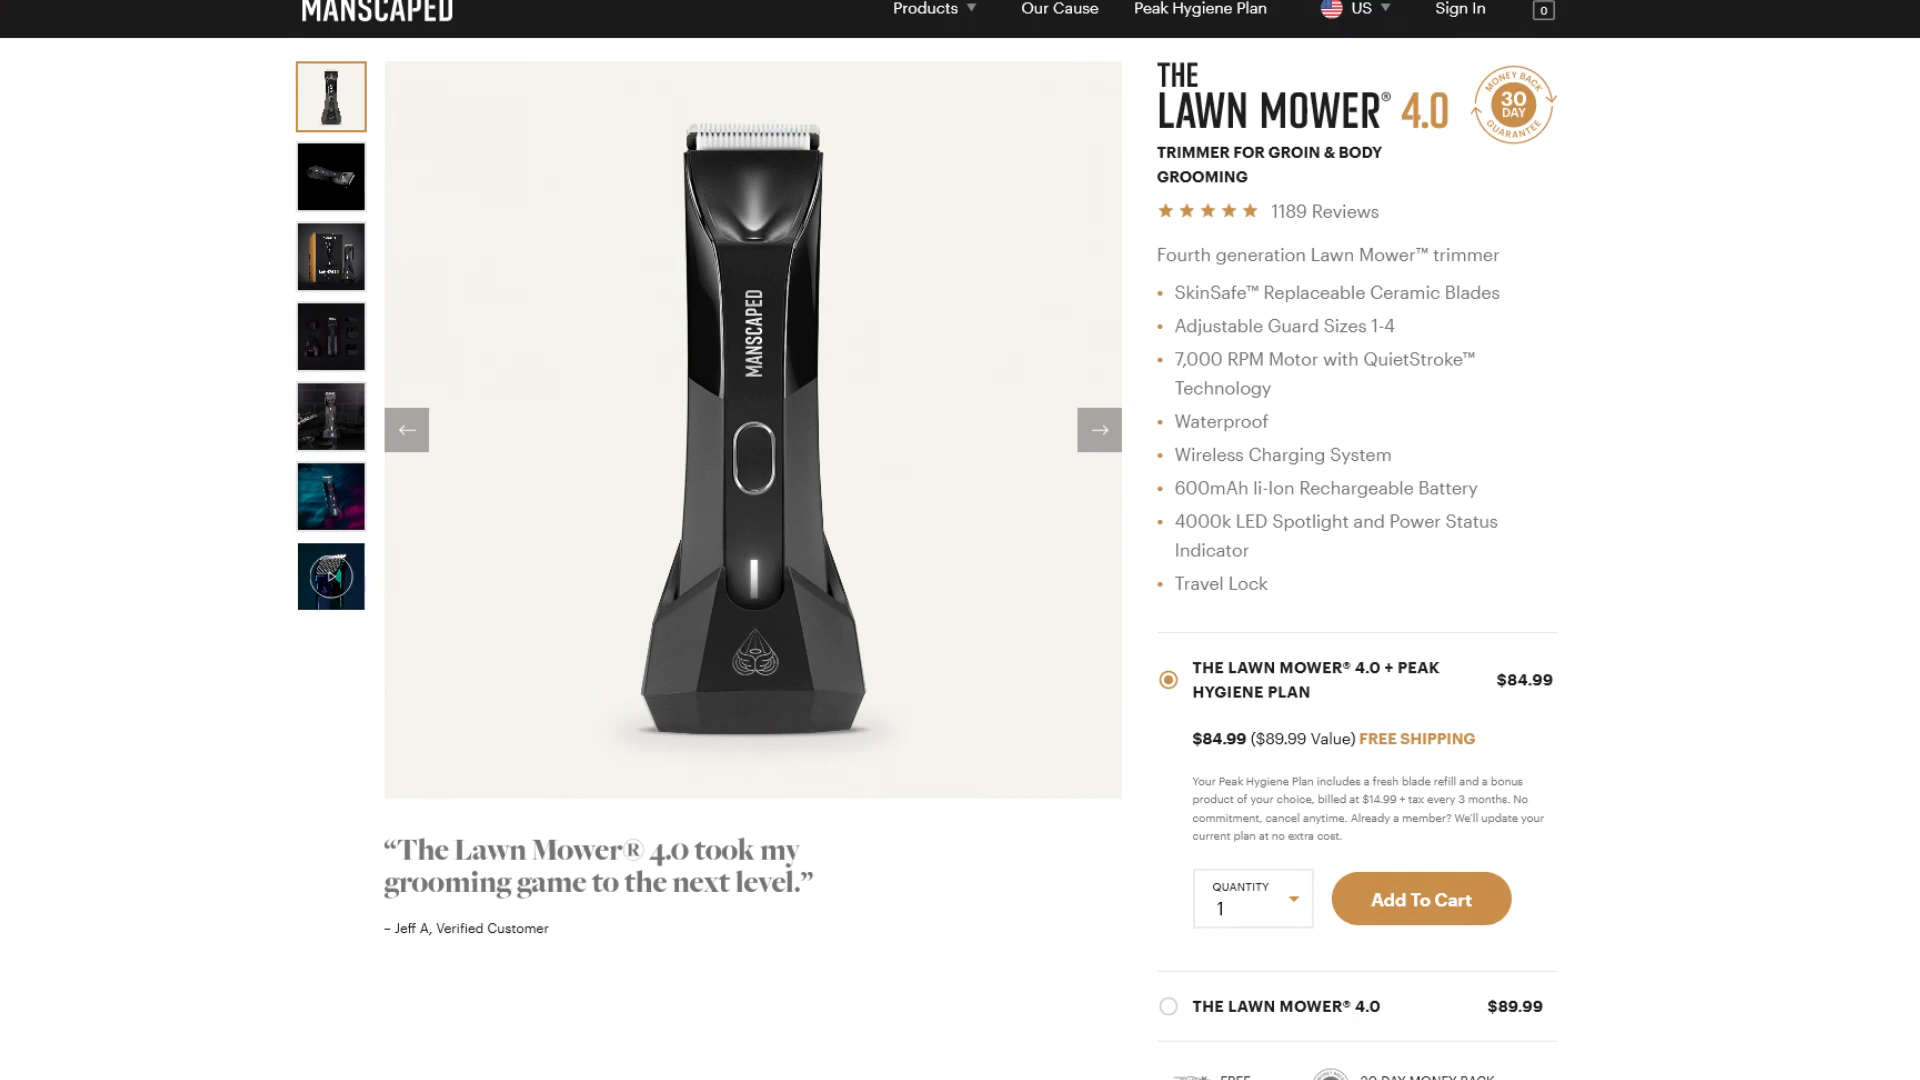 MANSCAPED
Products
Our Cause
Peak Hygiene Plan
US
Sign In
0
MANSCAPED
THE
LAWN MOWER® 4.0
MONEY BACK
30
DAY
GUARANTEE
TRIMMER FOR GROIN & BODY
GROOMING
1189 Reviews
Fourth generation Lawn Mower™ trimmer
• SkinSafe™ Replaceable Ceramic Blades
• Adjustable Guard Sizes 1-4
• 7,000 RPM Motor with QuietStroke™
Technology
• Waterproof
• Wireless Charging System
• 600mAh li-Ion Rechargeable Battery
• 4000k LED Spotlight and Power Status
Indicator
• Travel Lock
THE LAWN MOWER® 4.0 + PEAK
HYGIENE PLAN
$84.99
$84.99 ($89.99 Value) FREE SHIPPING
Your Peak Hygiene Plan includes a fresh blade refill and a bonus
product of your choice, billed at $14.99 + tax every 3 months. No
commitment, cancel anytime. Already a member? We'll update your
current plan at no extra cost.
QUANTITY
1
Add To Cart
THE LAWN MOWER® 4.0
$89.99
“The Lawn Mower® 4.0 took my
grooming game to the next level.”
– Jeff A, Verified Customer
FREE
30 DAY MONEY BACK